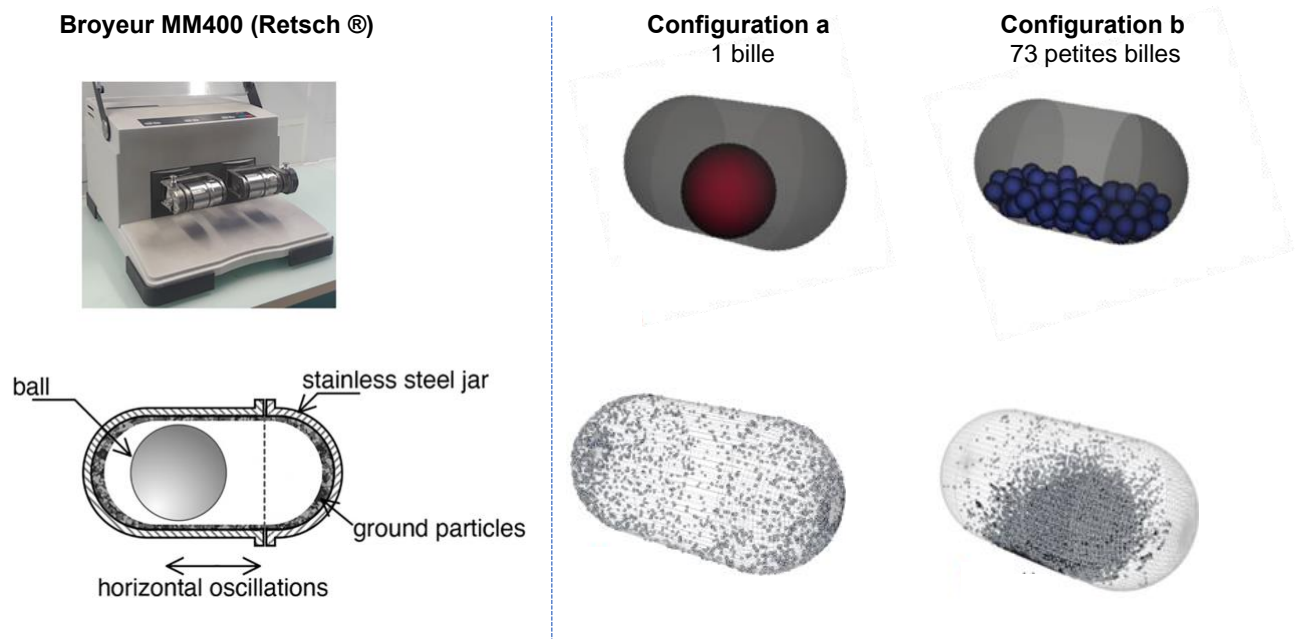 Broyeur MM400 (Retsch ®)
Configuration a
1 bille
Configuration b
73 petites billes
ball
stainless steel jar
ground particles
horizontal oscillations